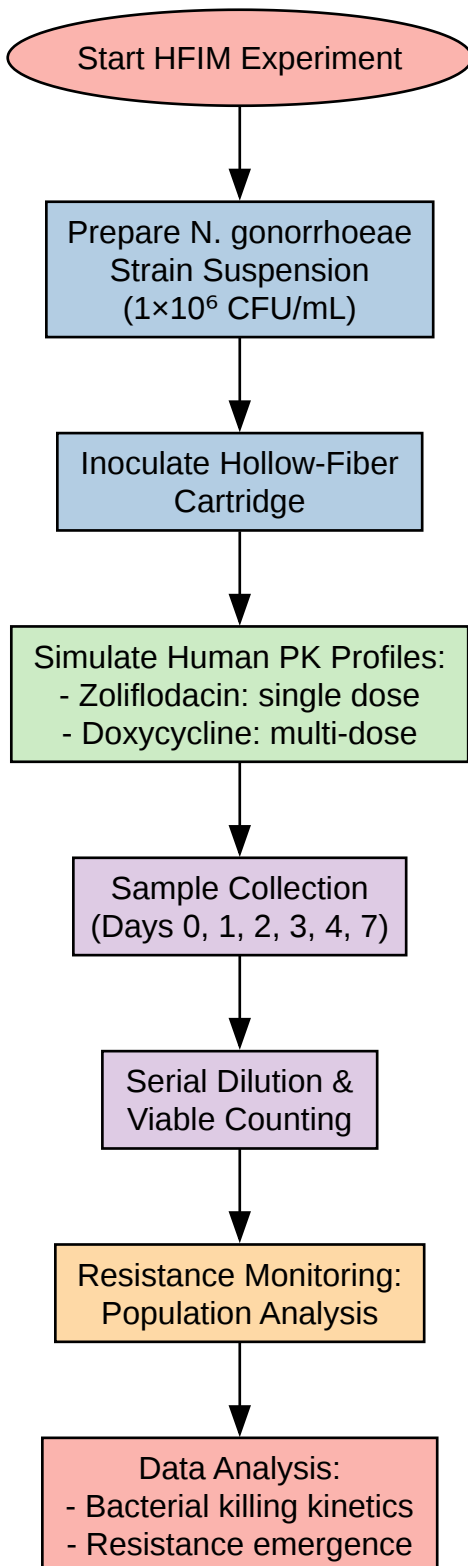 Start HFIM Experiment
Prepare N. gonorrhoeae
Strain Suspension
(1×10⁶ CFU/mL)
Inoculate Hollow-Fiber
Cartridge
Simulate Human PK Profiles:
- Zoliflodacin: single dose
- Doxycycline: multi-dose
Sample Collection
(Days 0, 1, 2, 3, 4, 7)
Serial Dilution &
Viable Counting
Resistance Monitoring:
Population Analysis
Data Analysis:
- Bacterial killing kinetics
- Resistance emergence